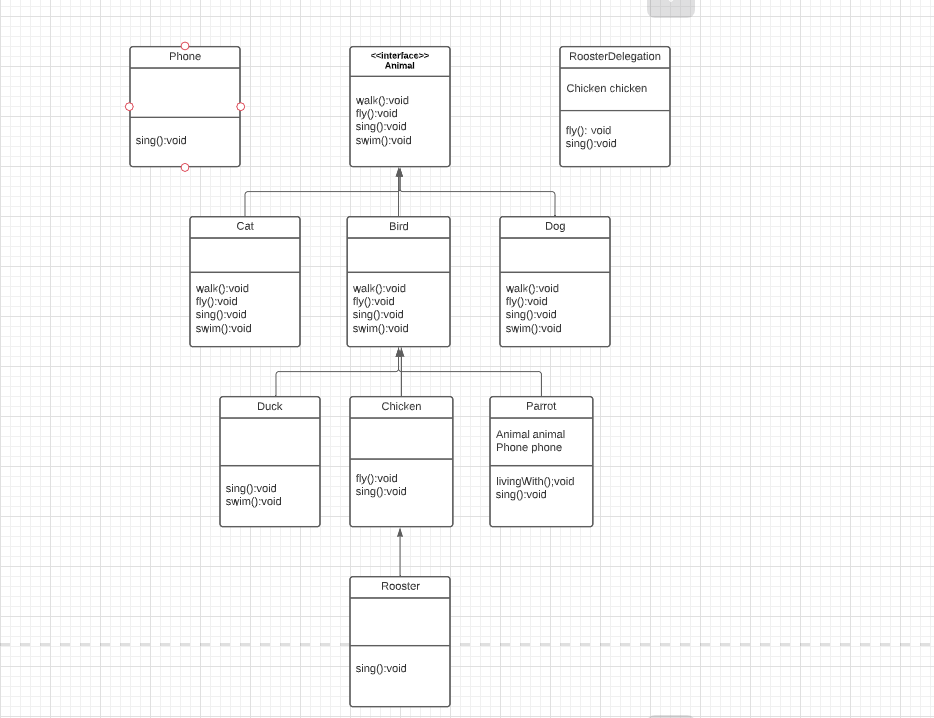 Phone
sing():void
<<interface>>
Animal
walk():void
fly():void
sing():void
swim():void
RoosterDelegation
Chicken chicken
fly(): void
sing():void
Cat
walk():void
fly():void
sing():void
swim():void
Bird
walk():void
fly():void
sing():void
swim():void
Dog
walk():void
fly():void
sing():void
swim():void
Duck
sing():void
swim():void
Chicken
fly():void
sing():void
Parrot
Animal animal
Phone phone
livingWith();void
sing():void
Rooster
sing():void